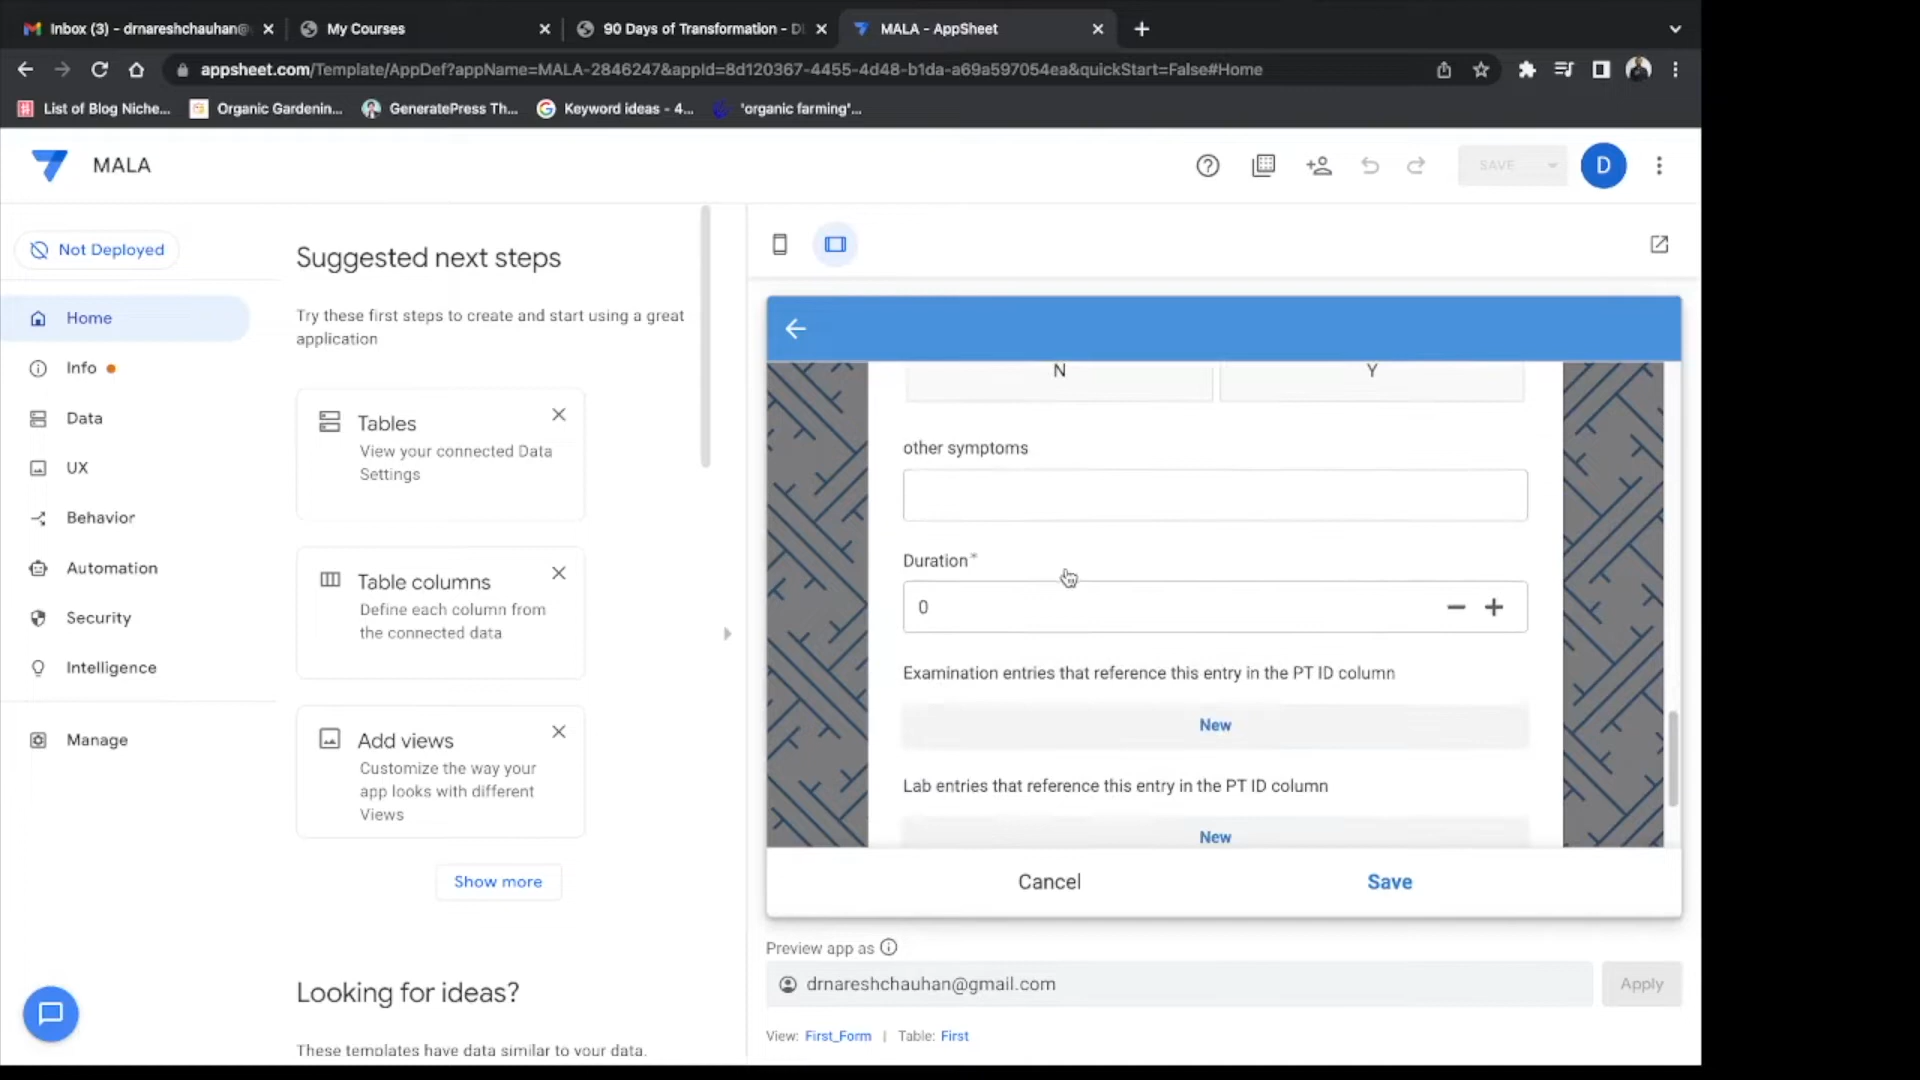 Inbox (3) - drnareshchauhan@
My Courses
90 Days of Transformation - D
MALA - AppSheet
appsheet.com/Template/AppDef?appName=MALA-2846247&appId=8d120367-4455-4d48-b1da-a69a597054ea&quickStart=False#Home
List of Blog Niche...
Organic Gardenin...
GeneratePress Th...
Keyword ideas - 4...
'organic farming'...
MALA
SAVE
D
Not Deployed
Home
Info
Data
UX
Behavior
Automation
Security
Intelligence
Manage
Suggested next steps
Try these first steps to create and start using a great
application
Tables
View your connected Data
Settings
Table columns
Define each column from
the connected data
Add views
Customize the way your
app looks with different
Views
Show more
Looking for ideas?
These templates have data similar to your data.
N
Y
other symptoms
Duration*
0
Examination entries that reference this entry in the PT ID column
New
Lab entries that reference this entry in the PT ID column
New
Cancel
Save
Preview app as
drnareshchauhan@gmail.com
Apply
View: First_Form | Table: First